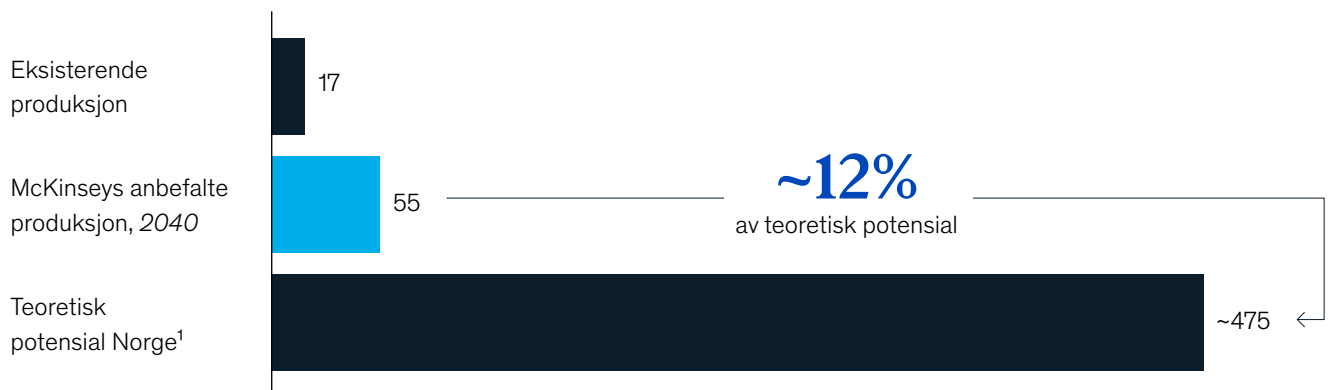 Eksisterende
produksjon
17
McKinseys anbefalte
produksjon, 2040
55
~12%
av teoretisk potensial
Teoretisk
potensial Norge¹
~475